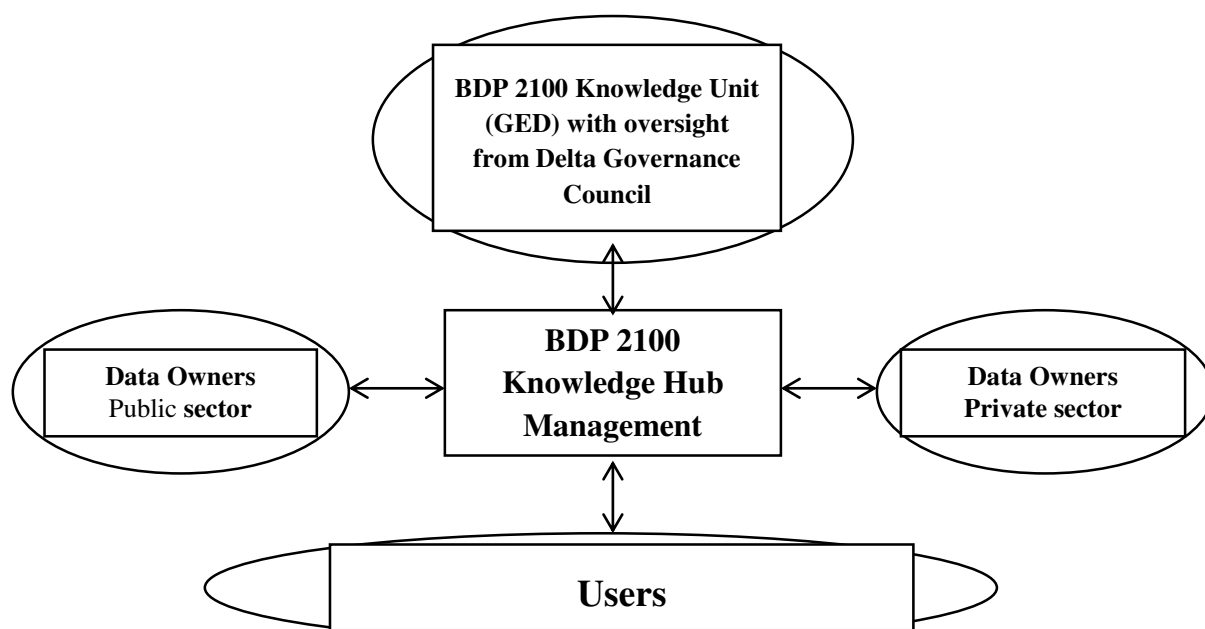 BDP 2100 Knowledge Unit
(GED) with oversight
from Delta Governance
Council
BDP 2100
Knowledge Hub
Management
Data Owners
Public sector
Data Owners
Private sector
Users